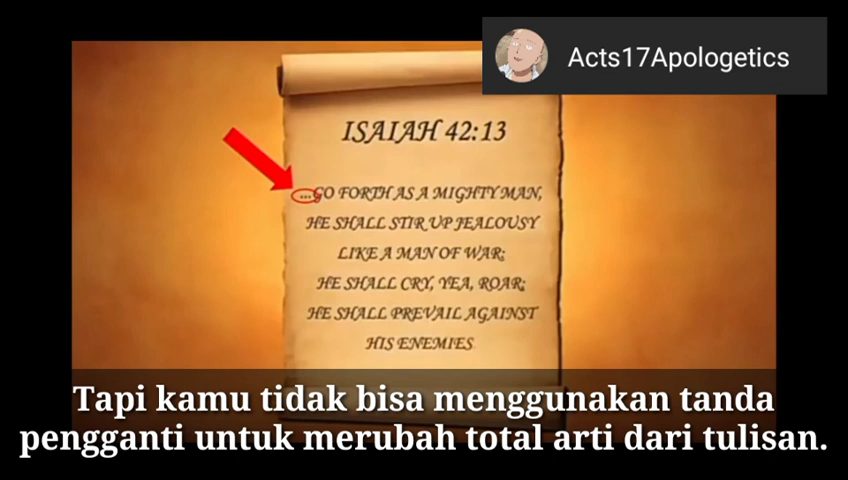 Acts17Apologetics
ISAIAH 42:13
...GO FORTH AS A MIGHTY MAN,
HE SHALL STIR UP JEALOUSY
LIKE A MAN OF WAR;
HE SHALL CRY, YEA, ROAR;
HE SHALL PREVAIL AGAINST
HIS ENEMIES
Tapi kamu tidak bisa menggunakan tanda
pengganti untuk merubah total arti dari tulisan.